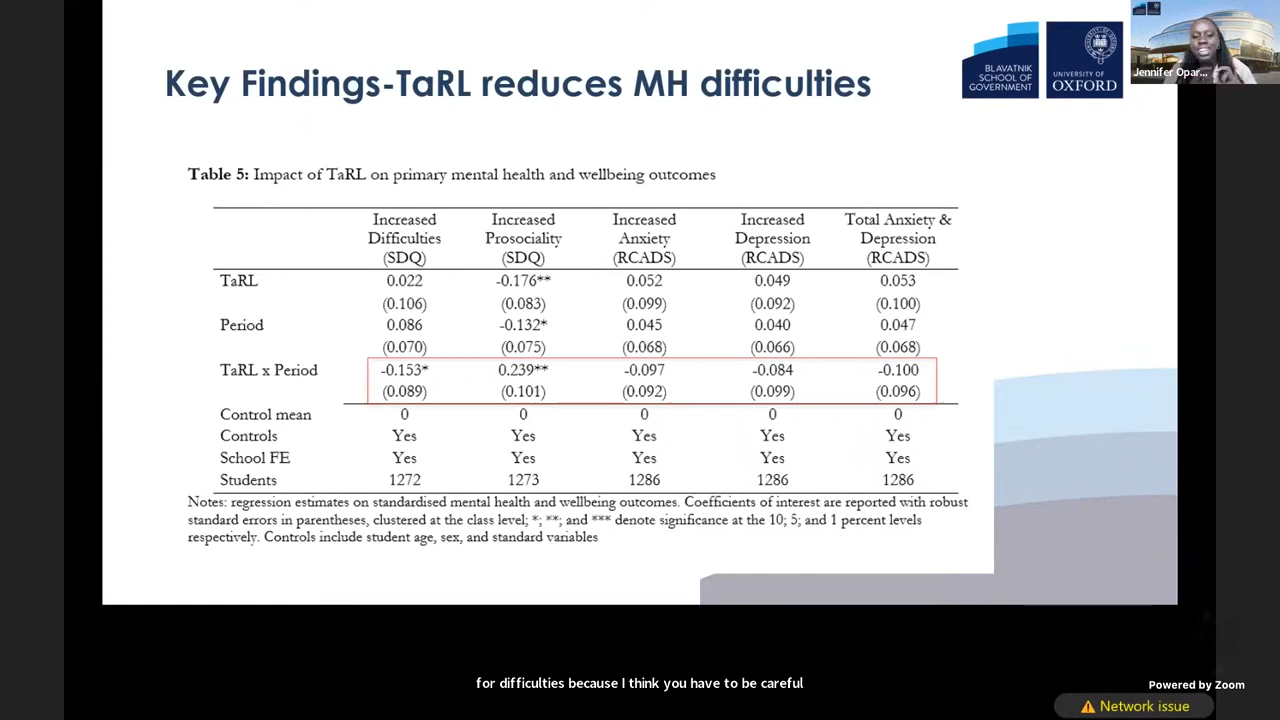 Key Findings-TaRL reduces MH difficulties
BLAVATNIK
SCHOOL OF
GOVERNMENT
UNIVERSITY OF
OXFORD
Jennifer Opar...
Table 5: Impact of TaRL on primary mental health and wellbeing outcomes
Increased Difficulties (SDQ) Increased Prosociality (SDQ) Increased Anxiety (RCADS) Increased Depression (RCADS) Total Anxiety & Depression (RCADS)
TaRL 0.022 -0.176** 0.052 0.049 0.053
(0.106) (0.083) (0.099) (0.092) (0.100)
Period 0.086 -0.132* 0.045 0.040 0.047
(0.070) (0.075) (0.068) (0.066) (0.068)
TaRL x Period -0.153* 0.239** -0.097 -0.084 -0.100
(0.089) (0.101) (0.092) (0.099) (0.096)
Control mean 0 0 0 0 0
Controls Yes Yes Yes Yes Yes
School FE Yes Yes Yes Yes Yes
Students 1272 1273 1286 1286 1286
Notes: regression estimates on standardised mental health and wellbeing outcomes. Coefficients of interest are reported with robust
standard errors in parentheses, clustered at the class level; *; **; and *** denote significance at the 10; 5; and 1 percent levels
respectively. Controls include student age, sex, and standard variables
for difficulties because I think you have to be careful
Powered by Zoom
Network issue